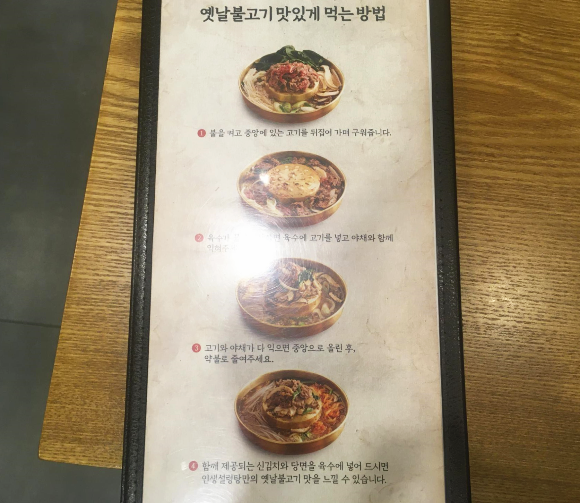 옛날불고기 맛있게 먹는 방법
1 불을 켜고 중앙에 있는 고기를 뒤집어 가며 구워줍니다.
2 육수가 육수에 고기를 넣고 야채와 함께
3 고기와 야채가 다 익으면 중앙으로 올린 후,
약불로 줄여주세요.
4 함께 제공되는 신김치와 당면을 육수에 넣어 드시면
인생설렁탕만의 옛날불고기 맛을 느낄 수 있습니다.